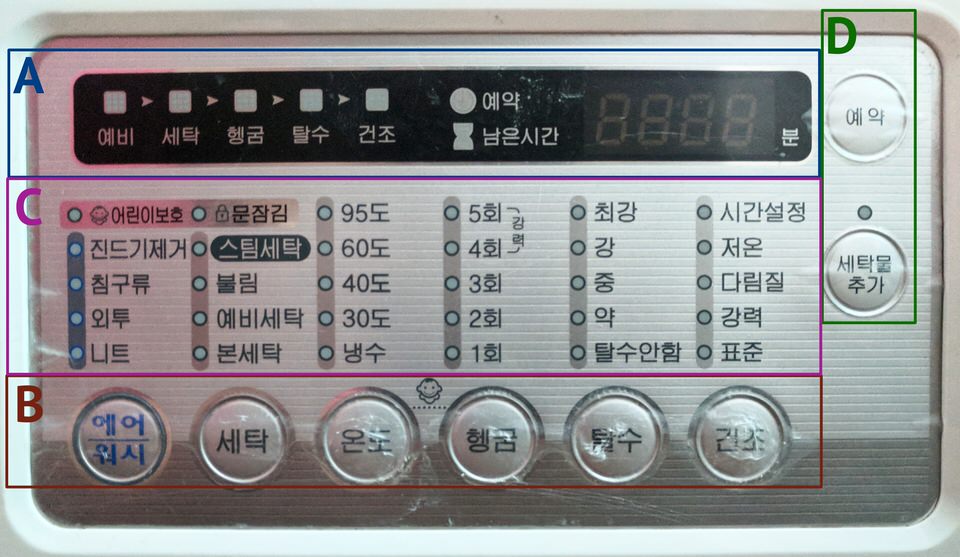 A
D
예약
남은시간
8888 분
예비 세탁 헹굼 탈수 건조
예약
C
어린이보호 문잠김 95도 5회 최강 시간설정
강력
진드기제거 스팀세탁 60도 4회 강 저온
침구류 불림 40도 3회 중 다림질
외투 예비세탁 30도 2회 약 강력
니트 본세탁 냉수 1회 탈수안함 표준
세탁물
추가
B
에어
워시
세탁 온도 헹굼 탈수 건조